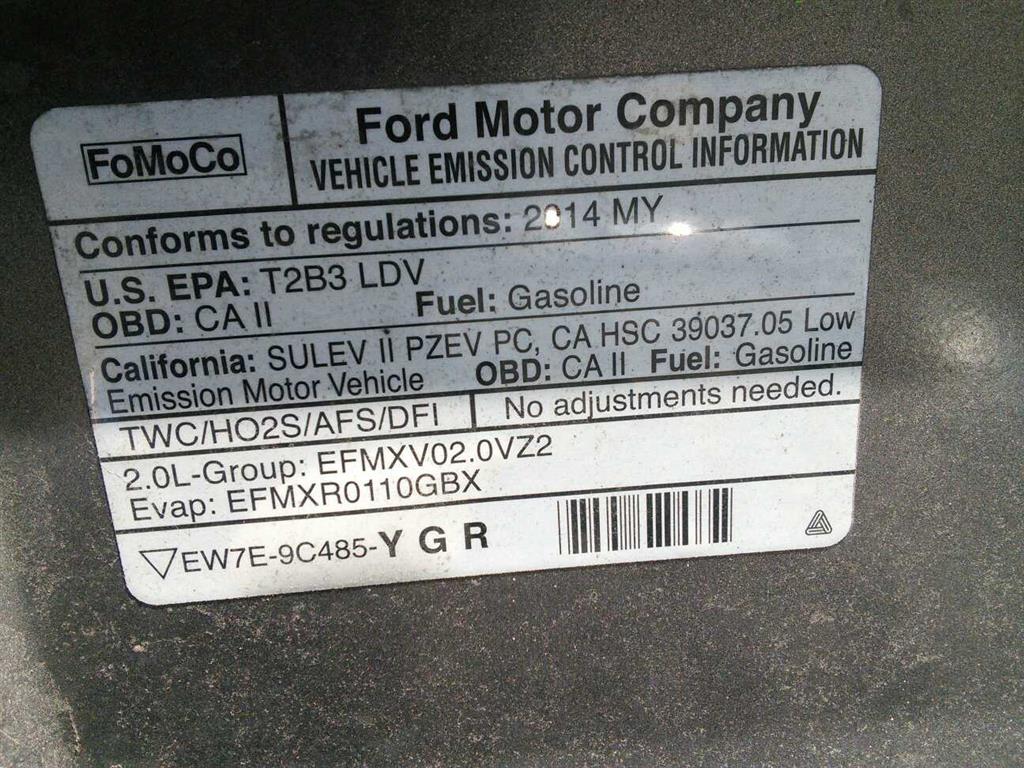 FoMoCo
Ford Motor Company
VEHICLE EMISSION CONTROL INFORMATION
Conforms to regulations: 2014 MY
U.S. EPA: T2B3 LDV
OBD: CA II Fuel: Gasoline
California: SULEV II PZEV PC, CA HSC 39037.05 Low
Emission Motor Vehicle OBD: CA II Fuel: Gasoline
TWC/HO2S/AFS/DFI No adjustments needed.
2.0L-Group: EFMXV02.0VZ2
Evap: EFMXR0110GBX
EW7E-9C485-Y G R